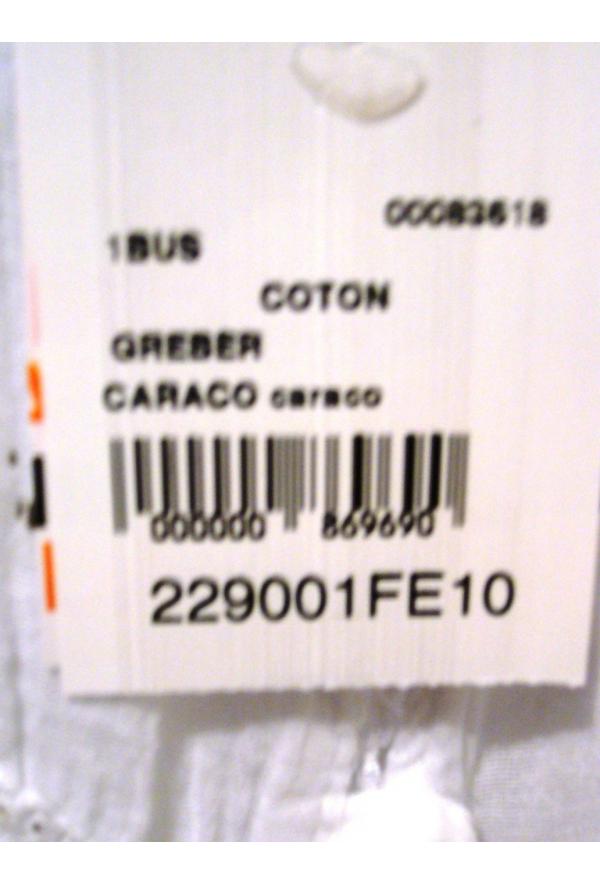 00083618
1BUS
COTON
GREBER
CARACO caraco
000000 869690
229001FE10